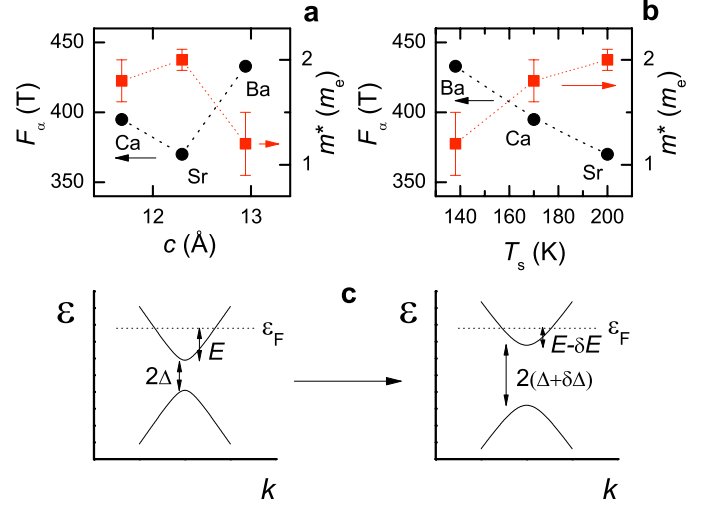 a
450
400
350
F_α (T)
Ca
Sr
Ba
2
1
m* (m_e)
12
13
c (Å)
b
450
400
350
F_α (T)
Ba
Ca
Sr
2
1
m* (m_e)
140
160
180
200
T_s (K)
c
ε
ε_F
E
2Δ
k
ε
ε_F
E-δE
2(Δ+δΔ)
k